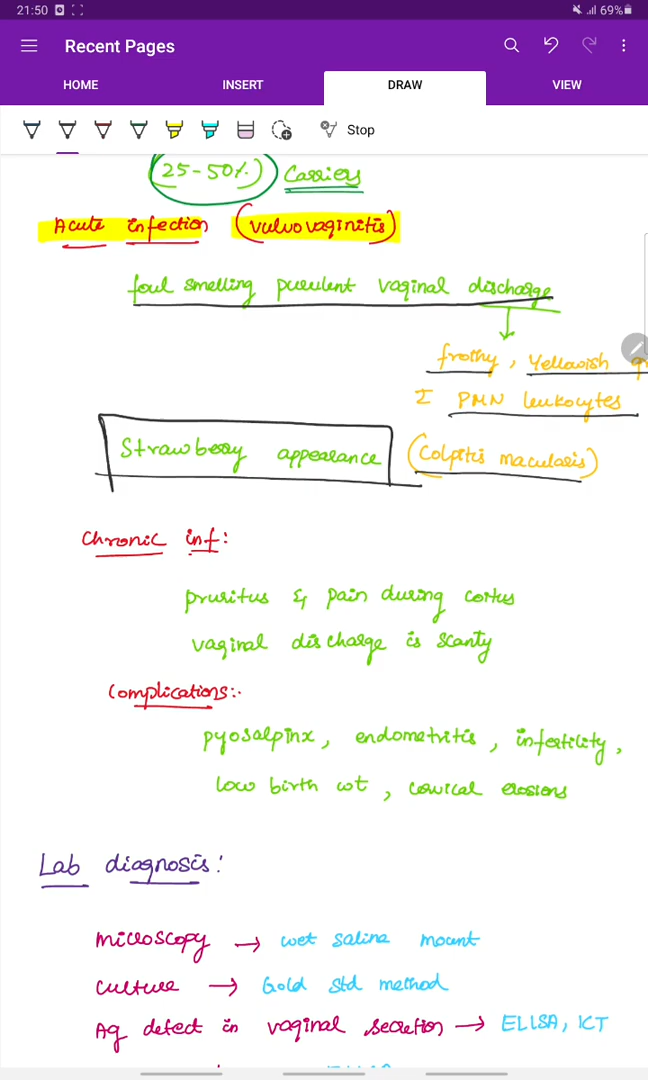 21:50 69%
Recent Pages
HOME INSERT DRAW VIEW
Stop
(25-50%) Carriers
Acute infection (vulvovaginitis)
foul smelling purulent vaginal discharge
frothy, Yellowish
PMN leukocytes
Strawberry appearance (Colpitis macularis)
Chronic inf:
pruritus & pain during coitus
vaginal discharge is scanty
Complications:-
pyosalpinx, endometritis, infertility,
low birth wt, cervical erosions
Lab diagnosis:
microscopy → wet saline mount
culture → Gold std method
Ag detect in vaginal secretion → ELISA, ICT